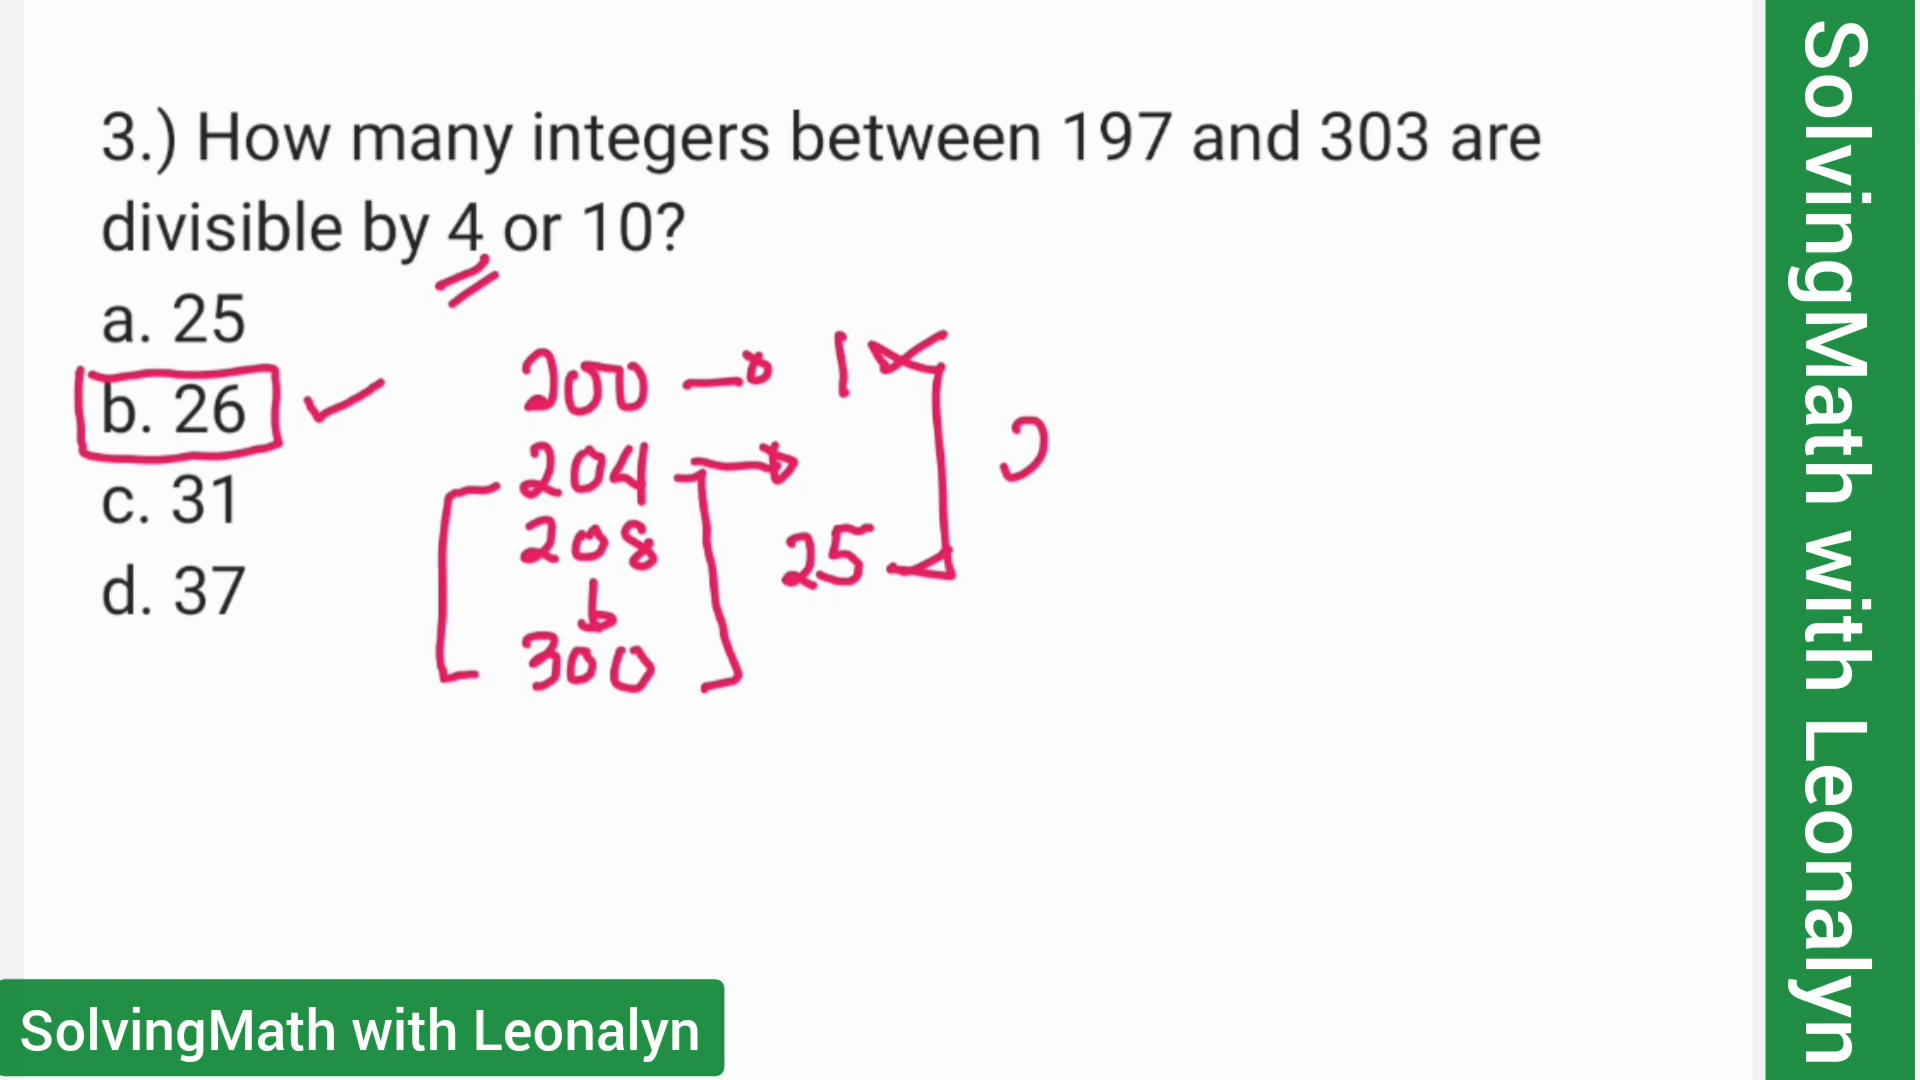 3.) How many integers between 197 and 303 are
divisible by 4 or 10?
a. 25
b. 26
c. 31
d. 37
200 → 1
204 →
208
300
25
SolvingMath with Leonalyn
SolvingMath with Leonalyn